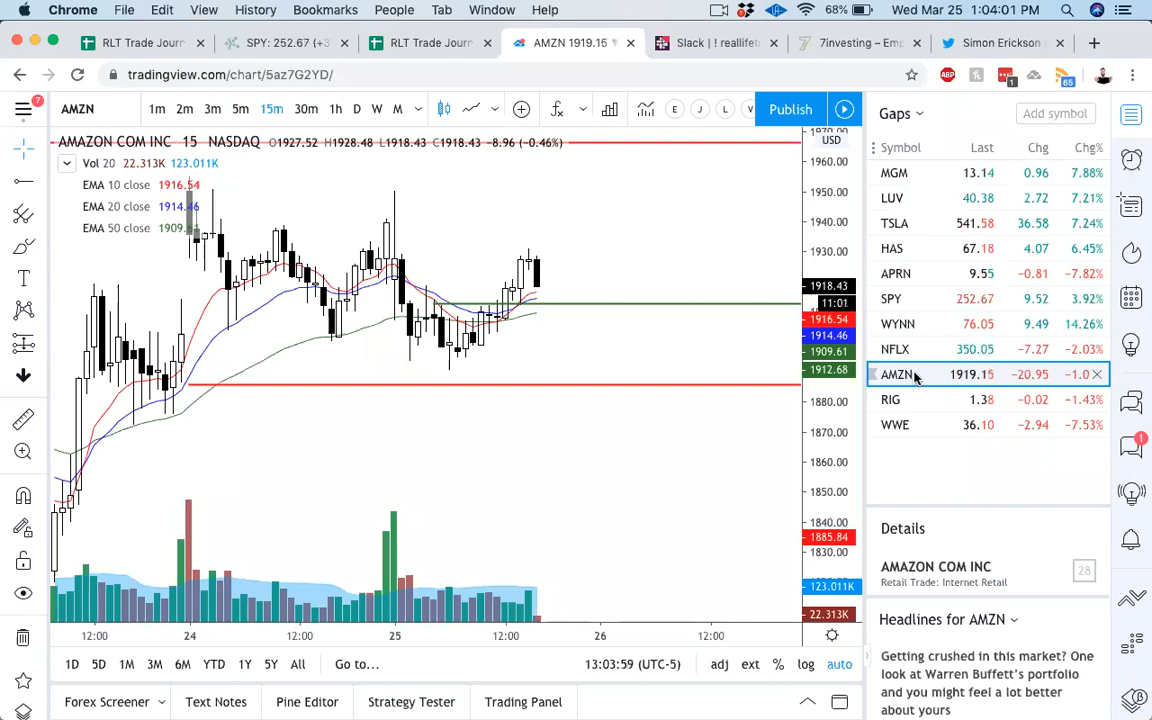 Chrome File Edit View History Bookmarks People Tab Window Help 68% Wed Mar 25 1:04:01 PM
RLT Trade Journ SPY: 252.67 (+3 RLT Trade Journ AMZN 1919.15 Slack | ! reallifet 7investing – Emp Simon Erickson
tradingview.com/chart/5az7G2YD/ ABP 1 65
7 AMZN 1m 2m 3m 5m 15m 30m 1h D W M E J L V Publish
Gaps Add symbol
AMAZON COM INC 15 NASDAQ O1927.52 H1928.48 L1918.43 C1918.43 −8.96 (−0.46%)
Vol 20 22.313K 123.011K
EMA 10 close 1916.54
EMA 20 close 1914.46
EMA 50 close 1909.61
1970.00
USD
1960.00
1950.00
1940.00
1930.00
1918.43
11:01
1916.54
1914.46
1909.61
1912.68
1880.00
1870.00
1860.00
1850.00
1840.00
1885.84
1830.00
123.011K
22.313K
12:00 24 12:00 25 12:00 26 12:00
1D 5D 1M 3M 6M YTD 1Y 5Y All Go to... 13:03:59 (UTC-5) adj ext % log auto
Forex Screener Text Notes Pine Editor Strategy Tester Trading Panel
Symbol Last Chg Chg%
MGM 13.14 0.96 7.88%
LUV 40.38 2.72 7.21%
TSLA 541.58 36.58 7.24%
HAS 67.18 4.07 6.45%
APRN 9.55 −0.81 −7.82%
SPY 252.67 9.52 3.92%
WYNN 76.05 9.49 14.26%
NFLX 350.05 −7.27 −2.03%
AMZN 1919.15 −20.95 −1.0
RIG 1.38 −0.02 −1.43%
WWE 36.10 −2.94 −7.53%
Details
AMAZON COM INC
Retail Trade: Internet Retail
28
Headlines for AMZN
Getting crushed in this market? One
look at Warren Buffett's portfolio
and you might feel a lot better
about yours
1